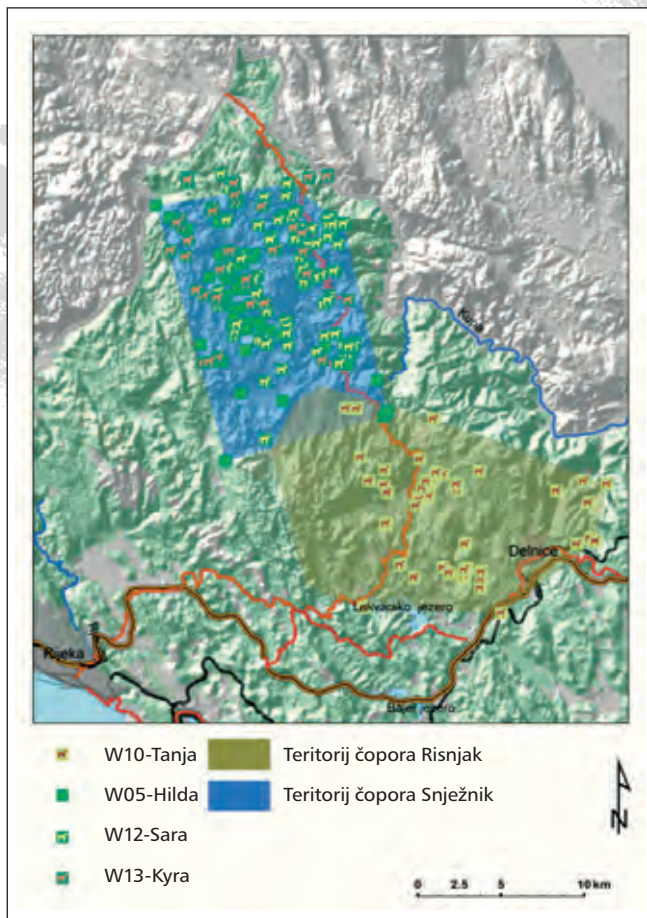 Kupa
Delnice
Lokvarsko jezero
Rijeka
Bajer jezero
W10-Tanja Teritorij čopora Risnjak
W05-Hilda Teritorij čopora Snježnik
W12-Sara
W13-Kyra
N
0 2.5 5 10 km